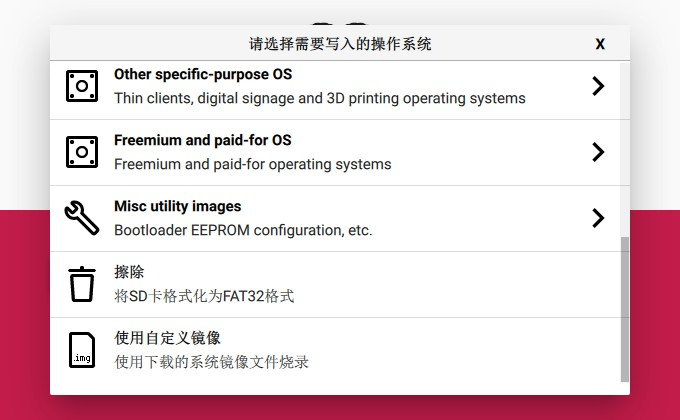 请选择需要写入的操作系统 X
Other specific-purpose OS
Thin clients, digital signage and 3D printing operating systems
Freemium and paid-for OS
Freemium and paid-for operating systems
Misc utility images
Bootloader EEPROM configuration, etc.
擦除
将SD卡格式化为FAT32格式
.img
使用自定义镜像
使用下载的系统镜像文件烧录